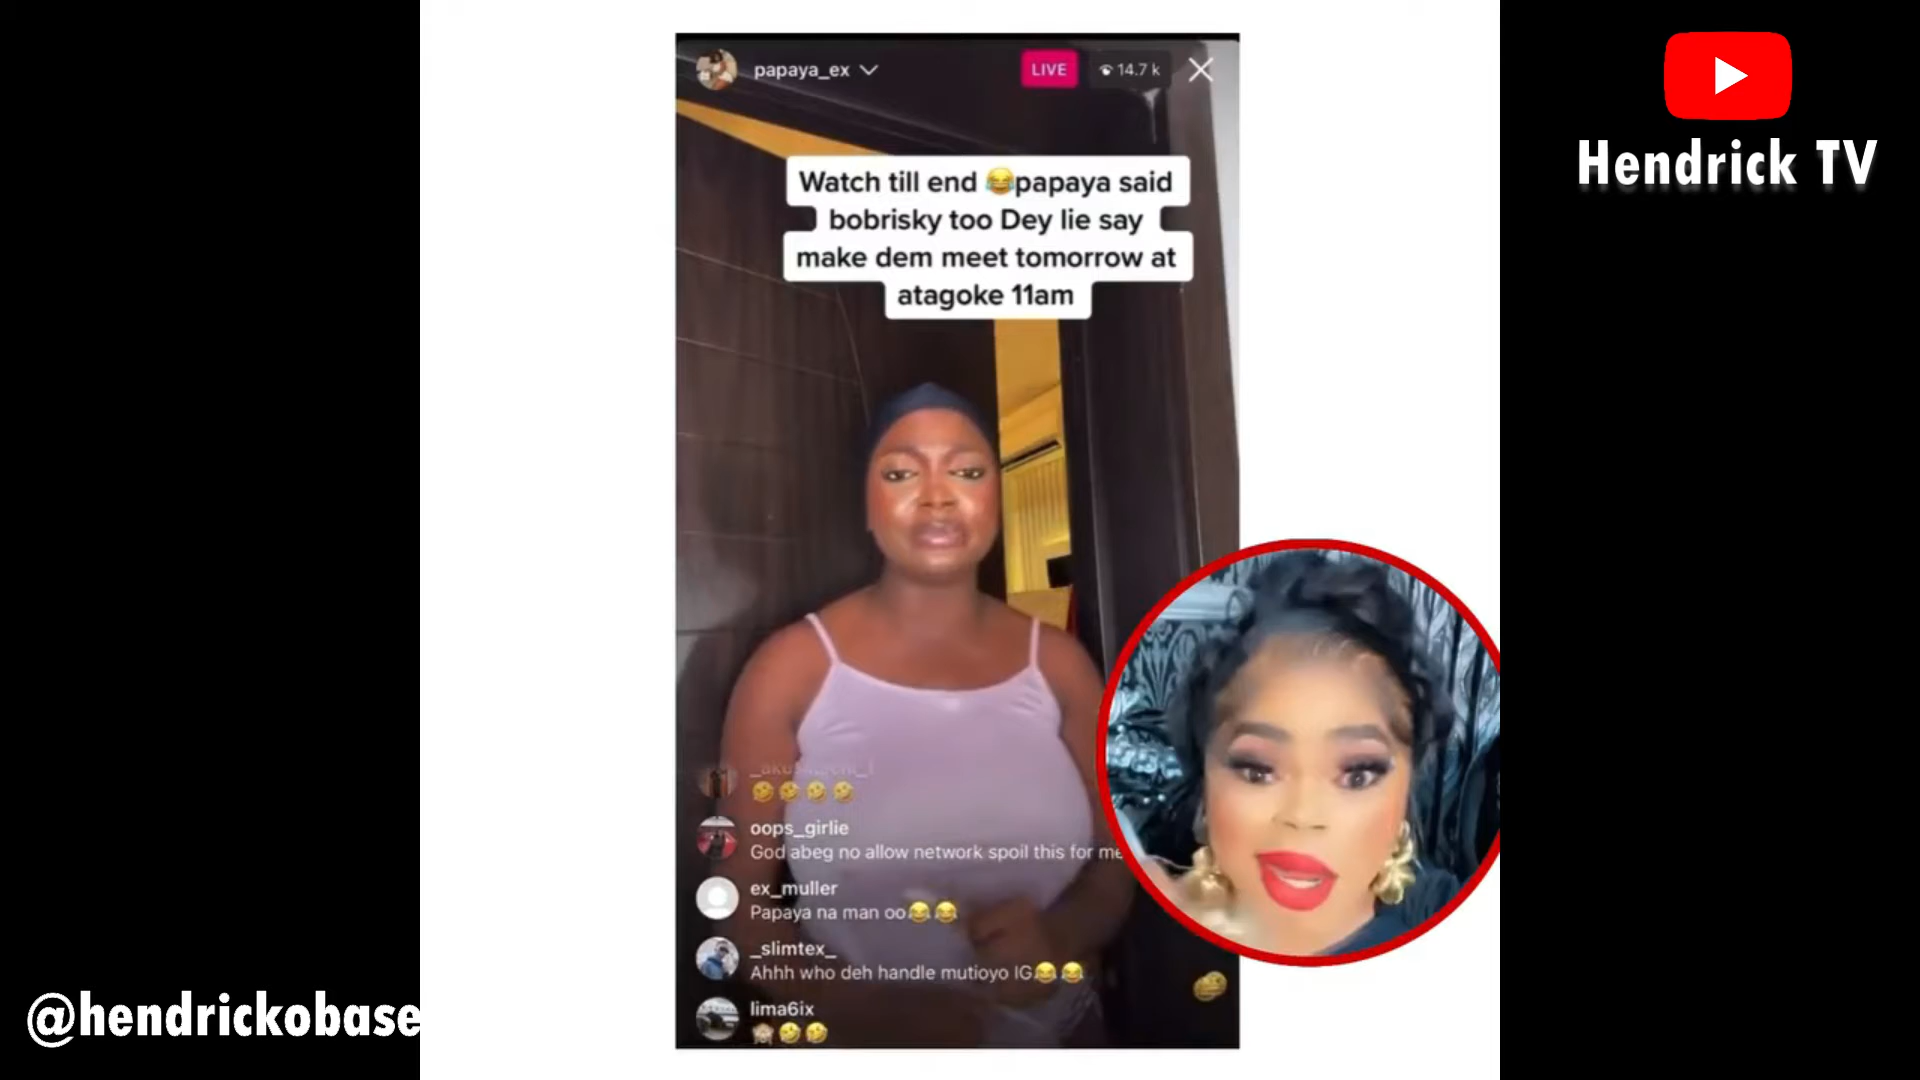 papaya_ex
LIVE
14.7 k
Hendrick TV
Watch till end 😂papaya said
bobrisky too Dey lie say
make dem meet tomorrow at
atagoke 11am
🤣🤣🤣🤣
oops_girlie
God abeg no allow network spoil this for me
ex_muller
Papaya na man oo😂😂
_slimtex_
Ahhh who deh handle mutioyo IG😂😂
lima6ix
🙈🤣🤣
@hendrickobase